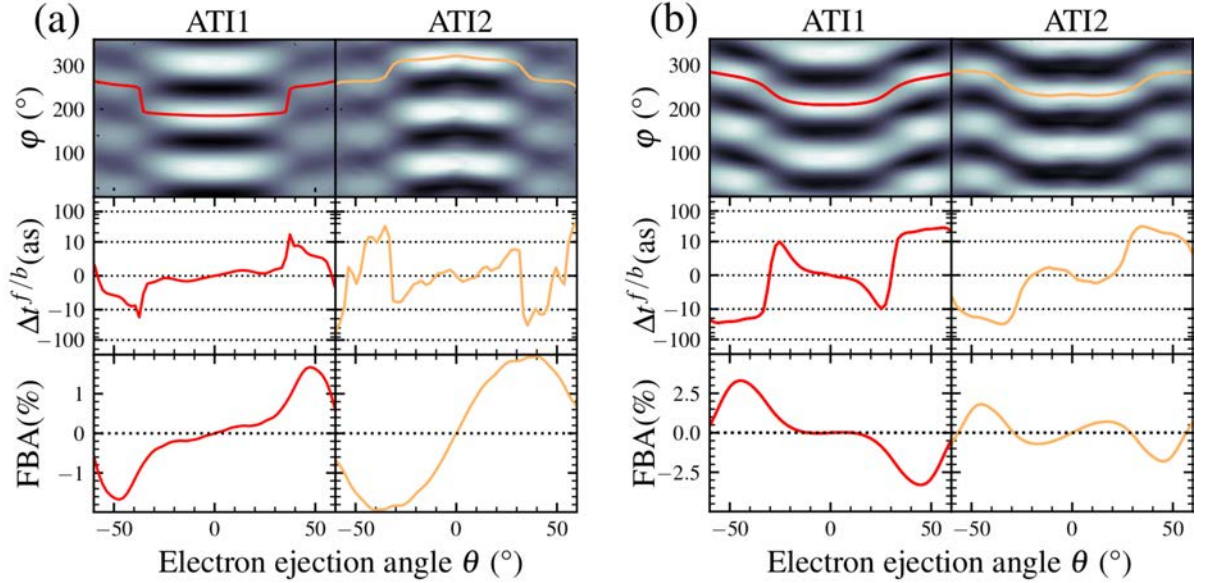 (a) ATI1 ATI2
300
200
100
φ (°)
100
10
0
−10
−100
Δt^f/b(as)
1
0
−1
FBA(%)
−50 0 50 −50 0 50
Electron ejection angle θ (°)
(b) ATI1 ATI2
300
200
100
φ (°)
100
10
0
−10
−100
Δt^f/b(as)
2.5
0.0
−2.5
FBA(%)
−50 0 50 −50 0 50
Electron ejection angle θ (°)